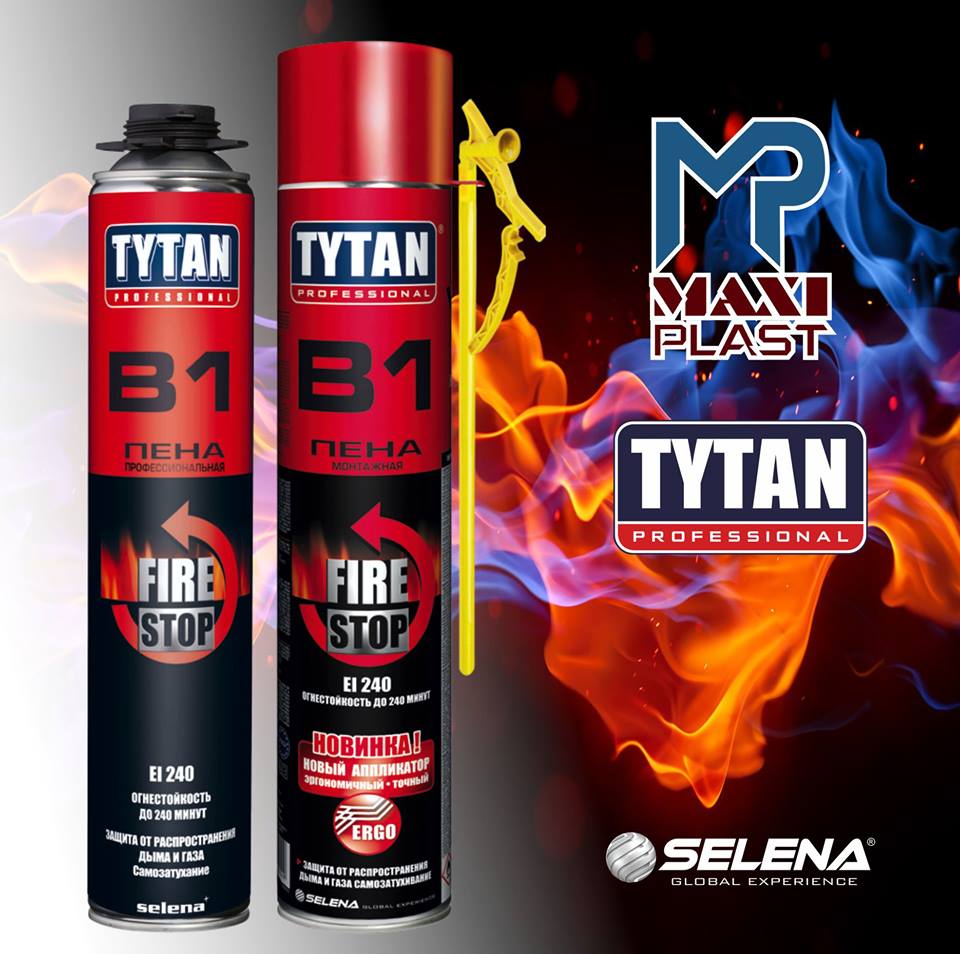 TYTAN
PROFESSIONAL
B1
ПЕНА
ПРОФЕССИОНАЛЬНАЯ
FIRE
STOP
EI 240
ОГНЕСТОЙКОСТЬ
ДО 240 МИНУТ
ЗАЩИТА ОТ РАСПРОСТРАНЕНИЯ
ДЫМА И ГАЗА
Самозатухание
selena+
TYTAN®
PROFESSIONAL
B1
ПЕНА
МОНТАЖНАЯ
FIRE
STOP
EI 240
ОГНЕСТОЙКОСТЬ ДО 240 МИНУТ
НОВИНКА!
НОВЫЙ АППЛИКАТОР
эргономичный • точный
ERGO
ЗАЩИТА ОТ РАСПРОСТРАНЕНИЯ
ДЫМА И ГАЗА САМОЗАТУХИВАНИЕ
SELENA GLOBAL EXPERIENCE
MP
MAXI
PLAST
TYTAN
PROFESSIONAL
SELENA®
GLOBAL EXPERIENCE